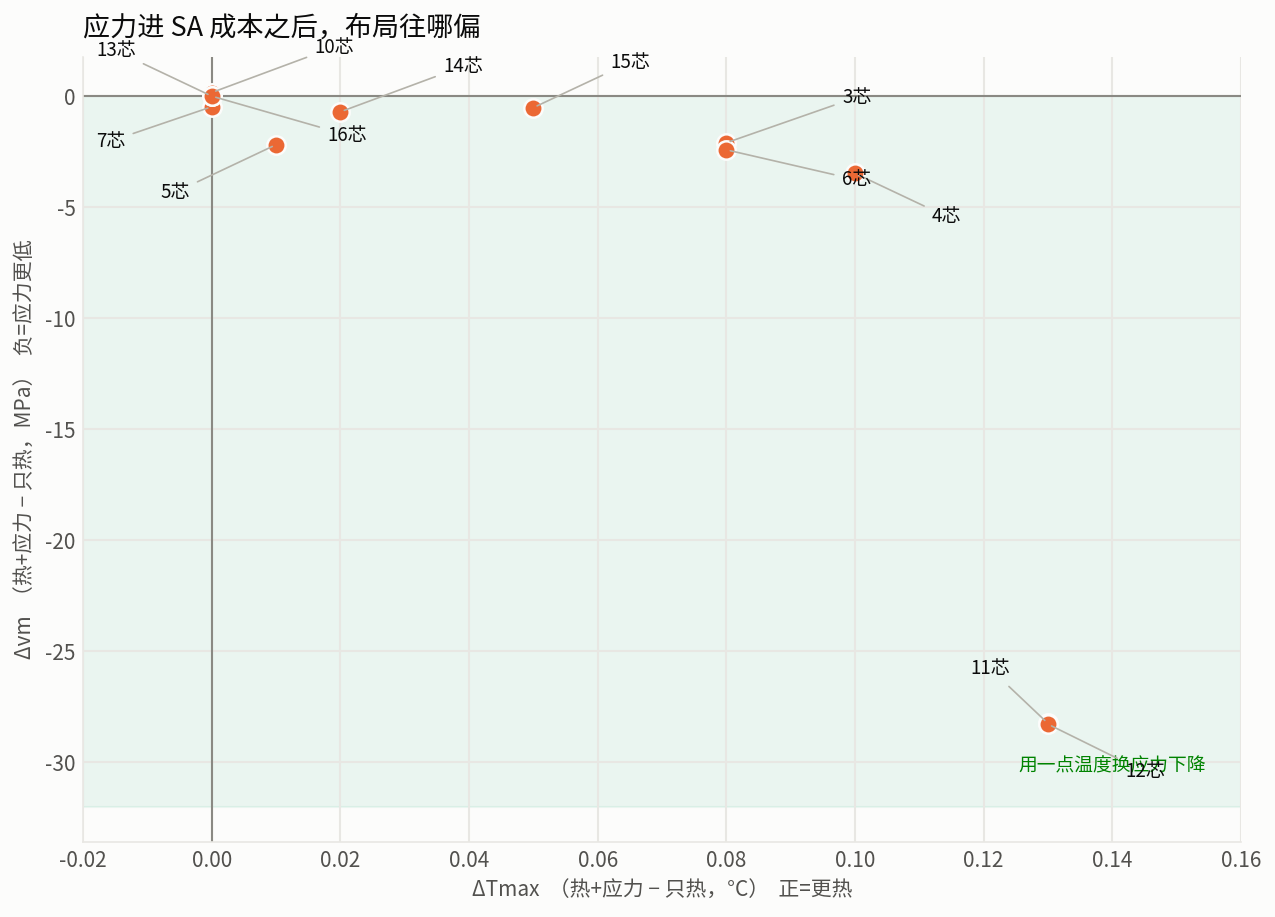 应力进 SA 成本之后，布局往哪偏
13芯
10芯
14芯
15芯
3芯
7芯
16芯
5芯
6芯
4芯
11芯
用一点温度换应力下降
12芯
0
-5
-10
-15
-20
-25
-30
Δvm （热+应力 − 只热，MPa） 负=应力更低
-0.02
0.00
0.02
0.04
0.06
0.08
0.10
0.12
0.14
0.16
ΔTmax （热+应力 − 只热，°C） 正=更热